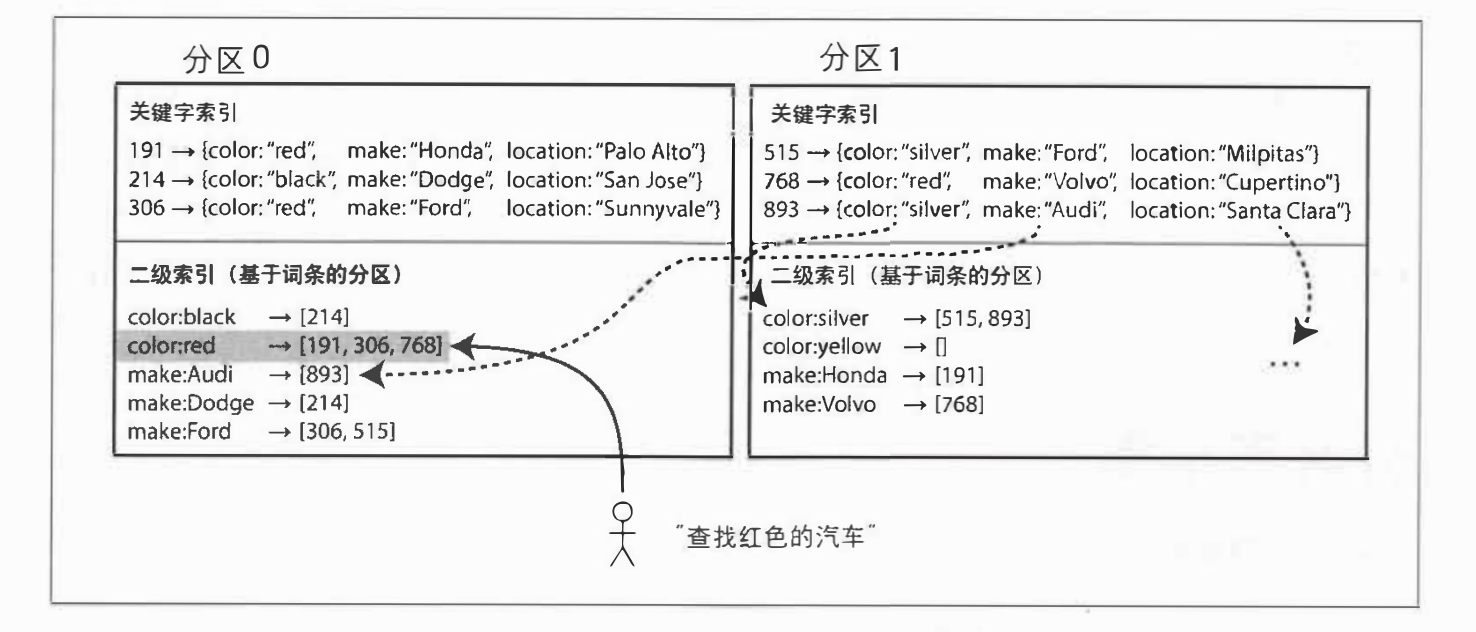 分区 0
关键字索引
191 → {color: "red", make: "Honda", location: "Palo Alto"}
214 → {color: "black", make: "Dodge", location: "San Jose"}
306 → {color: "red", make: "Ford", location: "Sunnyvale"}
二级索引（基于词条的分区）
color:black → [214]
color:red → [191, 306, 768]
make:Audi → [893]
make:Dodge → [214]
make:Ford → [306, 515]
分区 1
关键字索引
515 → {color: "silver", make: "Ford", location: "Milpitas"}
768 → {color: "red", make: "Volvo", location: "Cupertino"}
893 → {color: "silver", make: "Audi", location: "Santa Clara"}
二级索引（基于词条的分区）
color:silver → [515, 893]
color:yellow → []
make:Honda → [191]
make:Volvo → [768]
...
"查找红色的汽车"